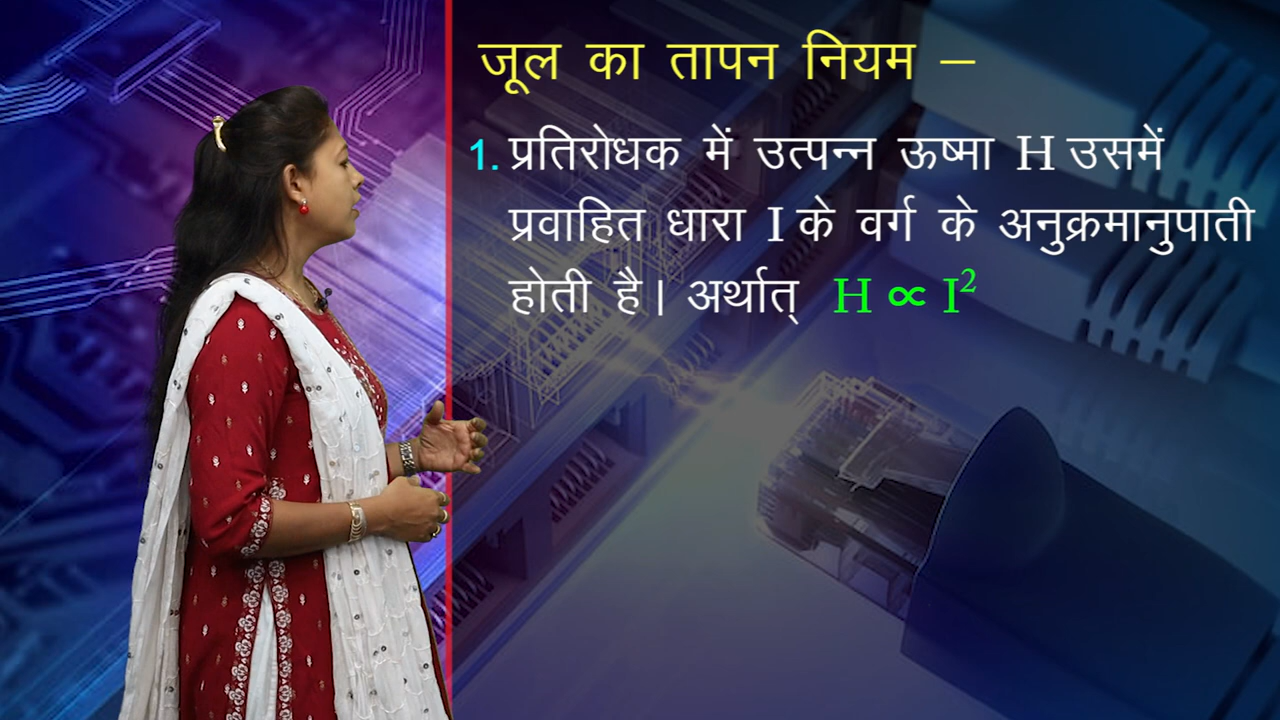 जूल का तापन नियम –
1. प्रतिरोधक में उत्पन्न ऊष्मा H उसमें
प्रवाहित धारा I के वर्ग के अनुक्रमानुपाती
होती है। अर्थात् H ∝ I²